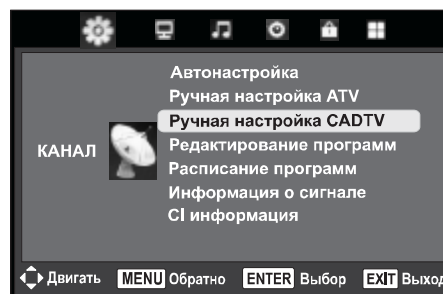 Автонастройка
Ручная настройка ATV
Ручная настройка CADTV
КАНАЛ
Редактирование программ
Расписание программ
Информация о сигнале
CI информация
Двигать MENU Обратно ENTER Выбор EXIT Выход